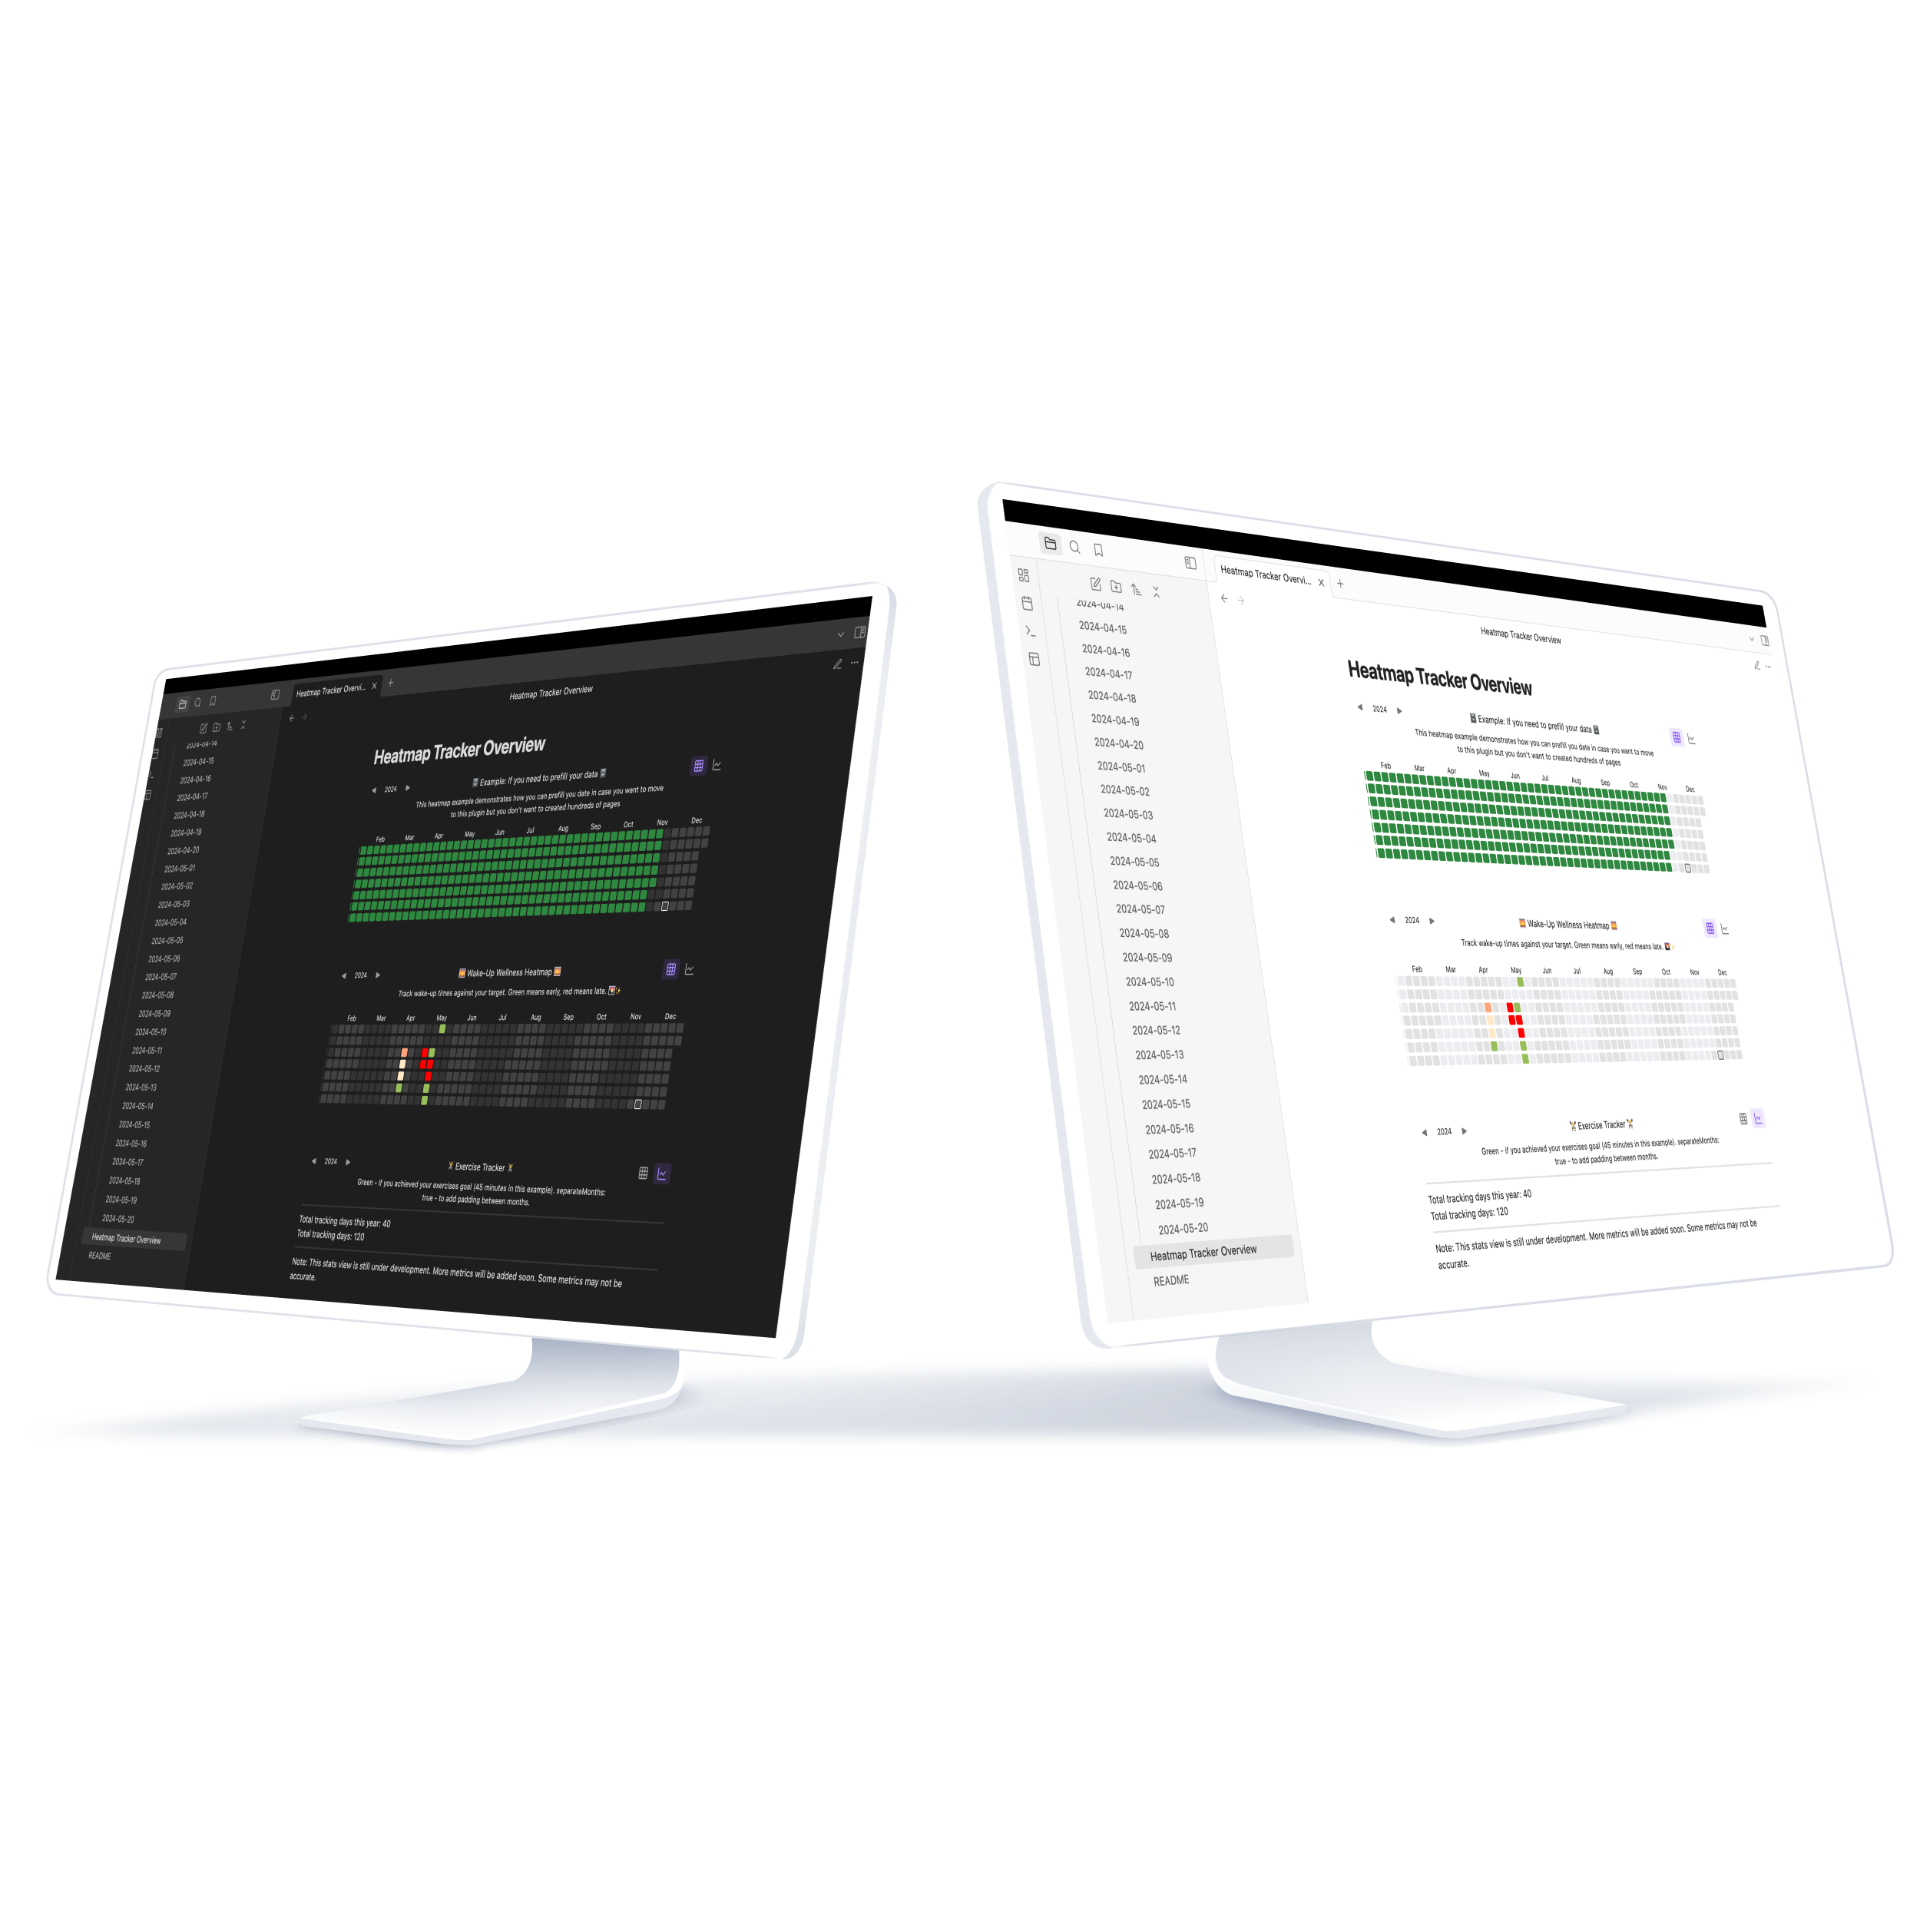 Heatmap Tracker Overvi...
Heatmap Tracker Overview
2024-04-14
2024-04-15
2024-04-16
2024-04-17
2024-04-18
2024-04-19
2024-04-20
2024-05-01
2024-05-02
2024-05-03
2024-05-04
2024-05-05
2024-05-06
2024-05-07
2024-05-08
2024-05-09
2024-05-10
2024-05-11
2024-05-12
2024-05-13
2024-05-14
2024-05-15
2024-05-16
2024-05-17
2024-05-18
2024-05-19
2024-05-20
Heatmap Tracker Overview
README
Heatmap Tracker Overview
2024
Example: If you need to prefill your data
This heatmap example demonstrates how you can prefill you date in case you want to move
to this plugin but you don't want to created hundreds of pages
Feb Mar Apr May Jun Jul Aug Sep Oct Nov Dec
2024
Wake-Up Wellness Heatmap
Track wake-up times against your target. Green means early, red means late.
Feb Mar Apr May Jun Jul Aug Sep Oct Nov Dec
2024
Exercise Tracker
Green - if you achieved your exercises goal (45 minutes in this example). separateMonths:
true - to add padding between months.
Total tracking days this year: 40
Total tracking days: 120
Note: This stats view is still under development. More metrics will be added soon. Some metrics may not be
accurate.
Heatmap Tracker Overvi...
Heatmap Tracker Overview
2024-04-14
2024-04-15
2024-04-16
2024-04-17
2024-04-18
2024-04-19
2024-04-20
2024-05-01
2024-05-02
2024-05-03
2024-05-04
2024-05-05
2024-05-06
2024-05-07
2024-05-08
2024-05-09
2024-05-10
2024-05-11
2024-05-12
2024-05-13
2024-05-14
2024-05-15
2024-05-16
2024-05-17
2024-05-18
2024-05-19
2024-05-20
Heatmap Tracker Overview
README
Heatmap Tracker Overview
2024
Example: If you need to prefill your data
This heatmap example demonstrates how you can prefill you date in case you want to move
to this plugin but you don't want to created hundreds of pages
Feb Mar Apr May Jun Jul Aug Sep Oct Nov Dec
2024
Wake-Up Wellness Heatmap
Track wake-up times against your target. Green means early, red means late.
Feb Mar Apr May Jun Jul Aug Sep Oct Nov Dec
2024
Exercise Tracker
Green - if you achieved your exercises goal (45 minutes in this example). separateMonths:
true - to add padding between months.
Total tracking days this year: 40
Total tracking days: 120
Note: This stats view is still under development. More metrics will be added soon. Some metrics may not be
accurate.